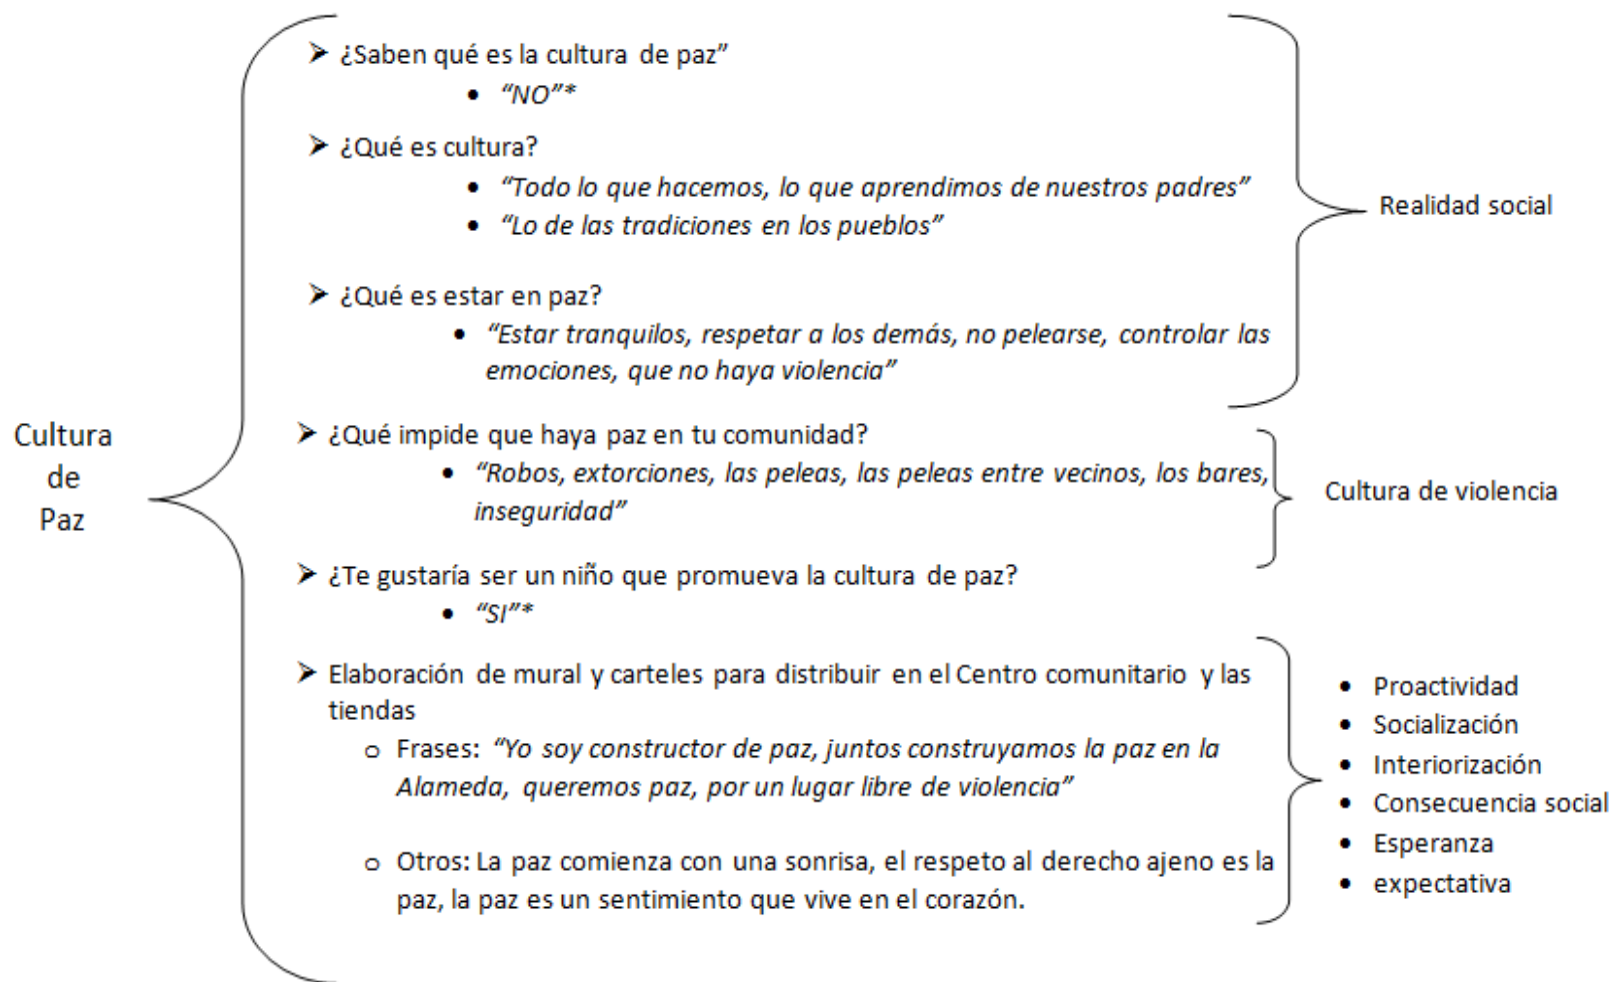 Cultura
de
Paz
➤ ¿Saben qué es la cultura de paz”
• “NO”*
➤ ¿Qué es cultura?
• “Todo lo que hacemos, lo que aprendimos de nuestros padres”
• “Lo de las tradiciones en los pueblos”
➤ ¿Qué es estar en paz?
• “Estar tranquilos, respetar a los demás, no pelearse, controlar las
emociones, que no haya violencia”
Realidad social
➤ ¿Qué impide que haya paz en tu comunidad?
• “Robos, extorciones, las peleas, las peleas entre vecinos, los bares,
inseguridad”
Cultura de violencia
➤ ¿Te gustaría ser un niño que promueva la cultura de paz?
• “SI”*
➤ Elaboración de mural y carteles para distribuir en el Centro comunitario y las
tiendas
o Frases: “Yo soy constructor de paz, juntos construyamos la paz en la
Alameda, queremos paz, por un lugar libre de violencia”
o Otros: La paz comienza con una sonrisa, el respeto al derecho ajeno es la
paz, la paz es un sentimiento que vive en el corazón.
• Proactividad
• Socialización
• Interiorización
• Consecuencia social
• Esperanza
• expectativa